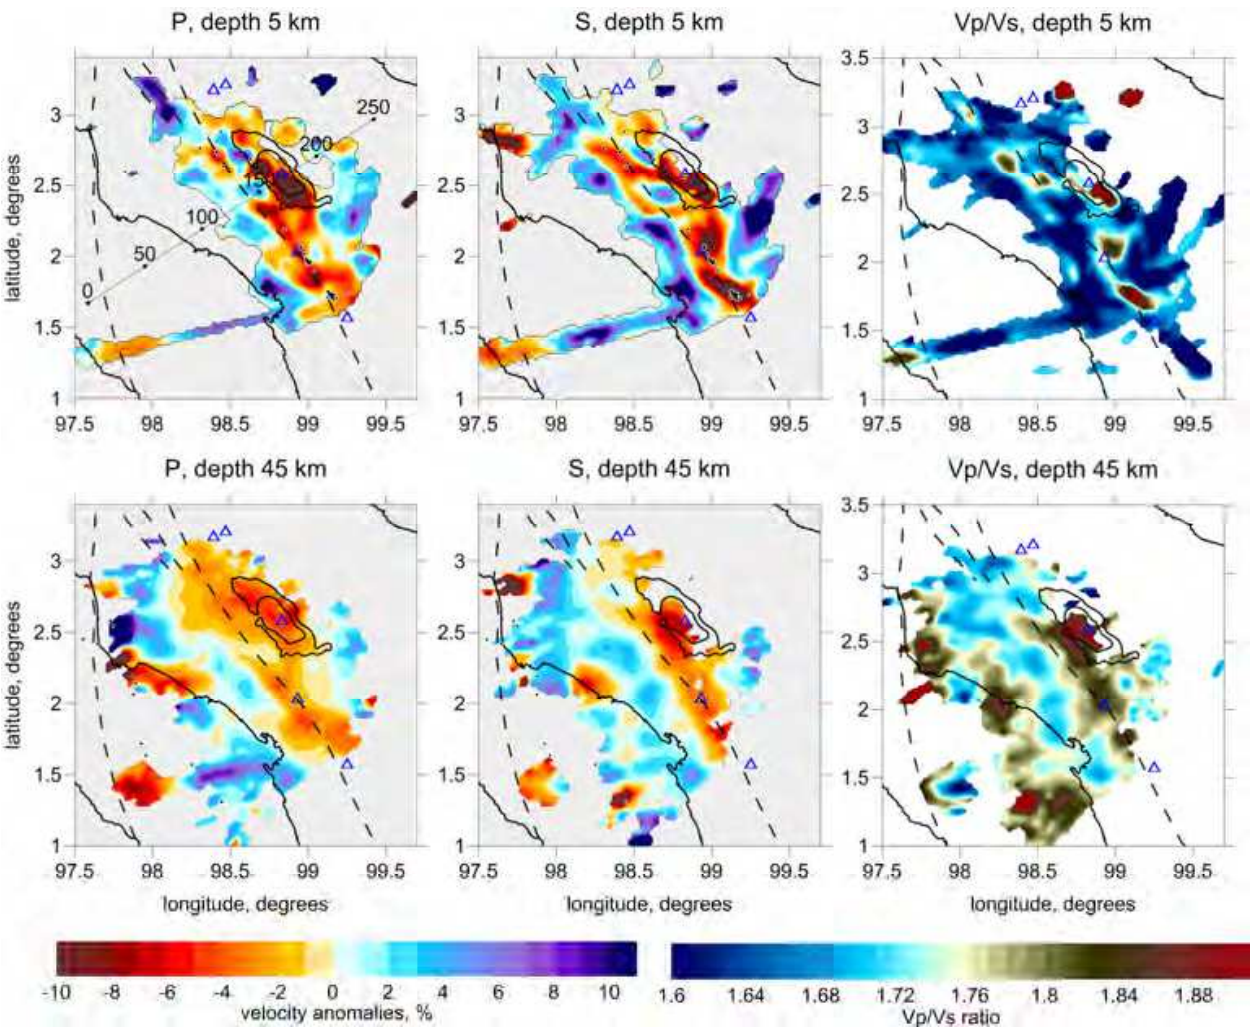 P, depth 5 km
S, depth 5 km
Vp/Vs, depth 5 km
latitude, degrees
3
2.5
2
1.5
1
97.5 98 98.5 99 99.5
0
50
100
200
250
3
2.5
2
1.5
1
97.5 98 98.5 99 99.5
3.5
3
2.5
2
1.5
1
97.5 98 98.5 99 99.5
P, depth 45 km
S, depth 45 km
Vp/Vs, depth 45 km
latitude, degrees
3
2.5
2
1.5
1
97.5 98 98.5 99 99.5
longitude, degrees
3
2.5
2
1.5
1
97.5 98 98.5 99 99.5
longitude, degrees
3.5
3
2.5
2
1.5
1
97.5 98 98.5 99 99.5
longitude, degrees
-10 -8 -6 -4 -2 0 2 4 6 8 10
velocity anomalies, %
1.6 1.64 1.68 1.72 1.76 1.8 1.84 1.88
Vp/Vs ratio